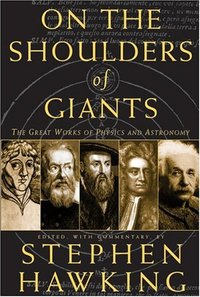 ON THE
SHOULDERS
of
GIANTS
THE GREAT WORKS OF PHYSICS AND ASTRONOMY
EDITED, WITH COMMENTARY, BY
STEPHEN
HAWKING